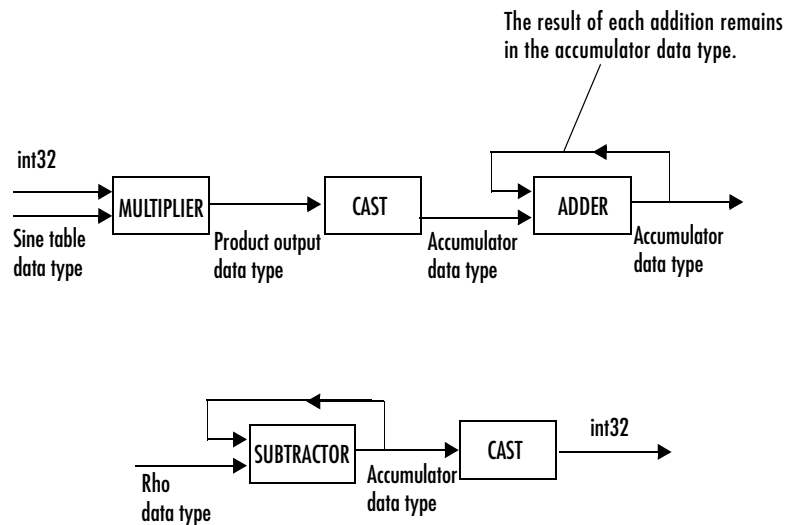 The result of each addition remains
in the accumulator data type.
int32
MULTIPLIER
CAST
ADDER
Sine table
data type
Product output
data type
Accumulator
data type
Accumulator
data type
SUBTRACTOR
CAST
int32
Rho
data type
Accumulator
data type